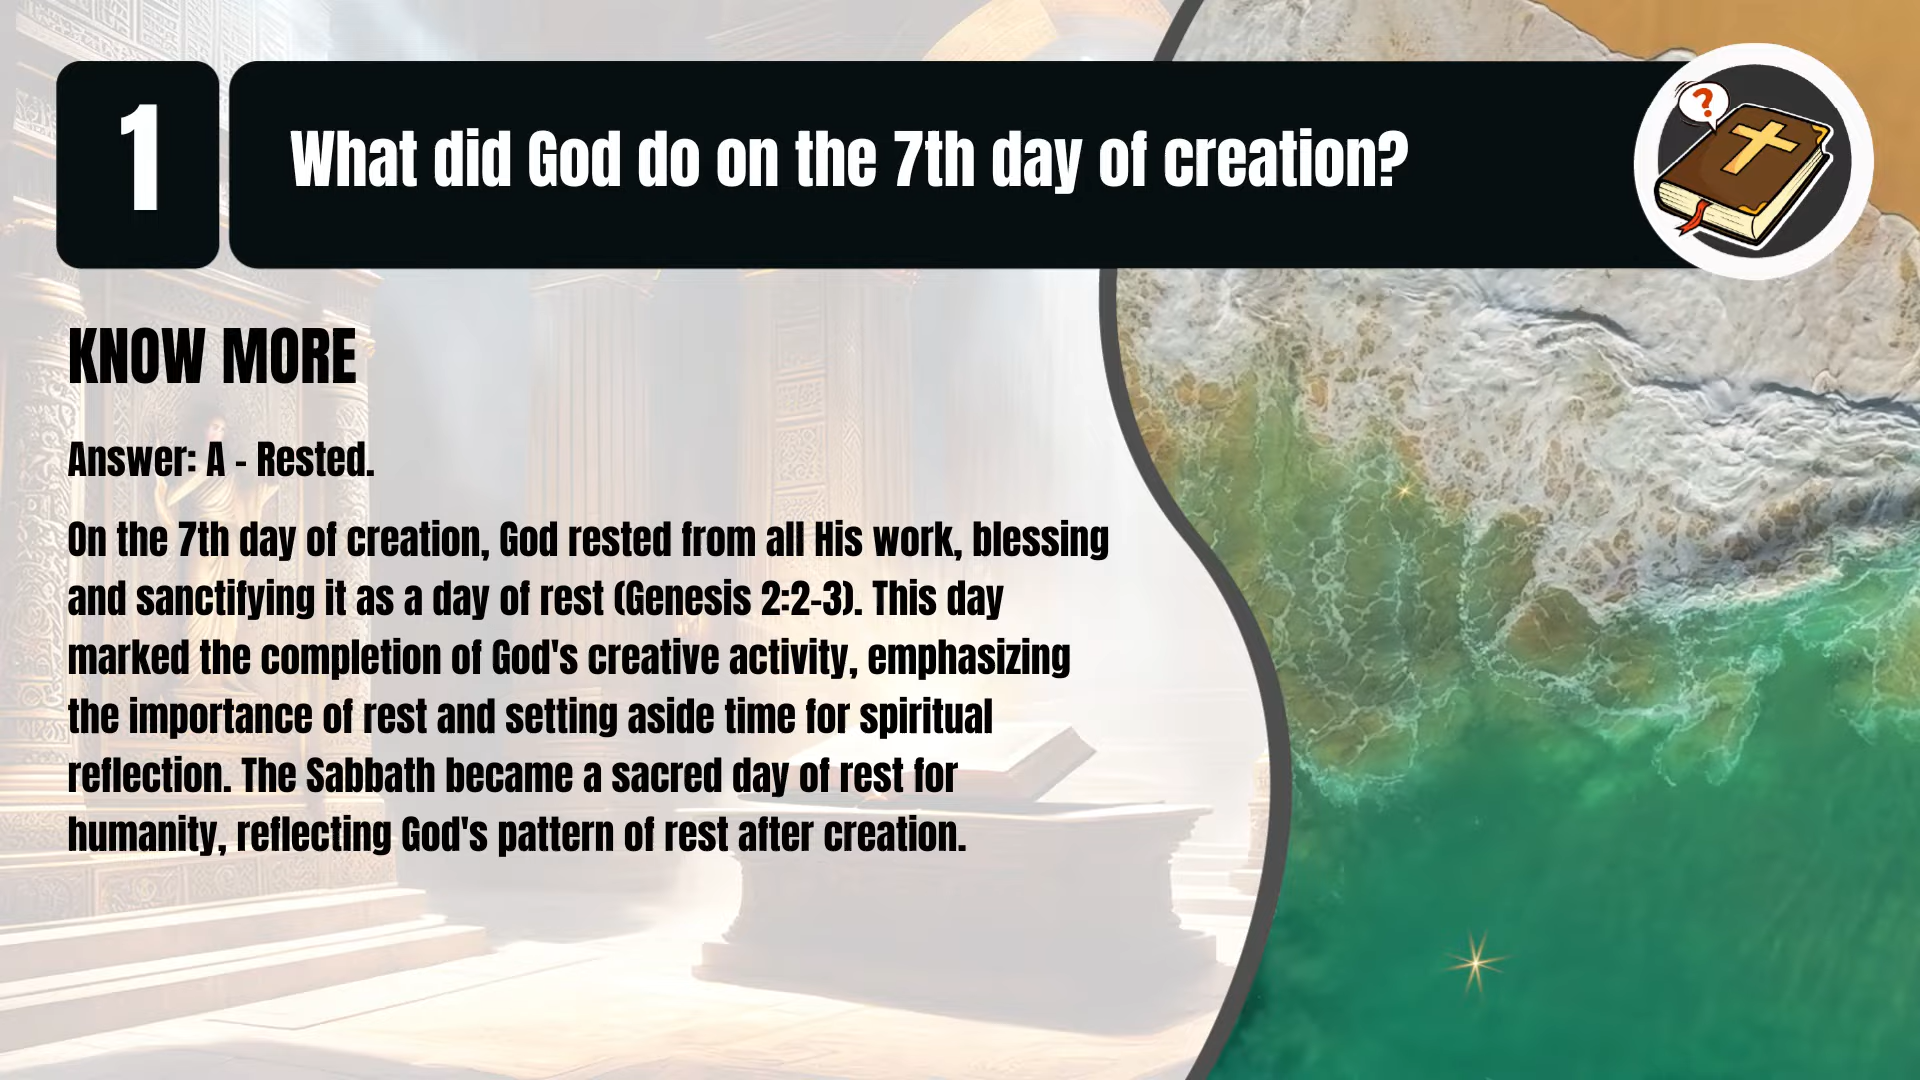 1
What did God do on the 7th day of creation?
?
KNOW MORE
Answer: A - Rested.
On the 7th day of creation, God rested from all His work, blessing
and sanctifying it as a day of rest (Genesis 2:2-3). This day
marked the completion of God's creative activity, emphasizing
the importance of rest and setting aside time for spiritual
reflection. The Sabbath became a sacred day of rest for
humanity, reflecting God's pattern of rest after creation.